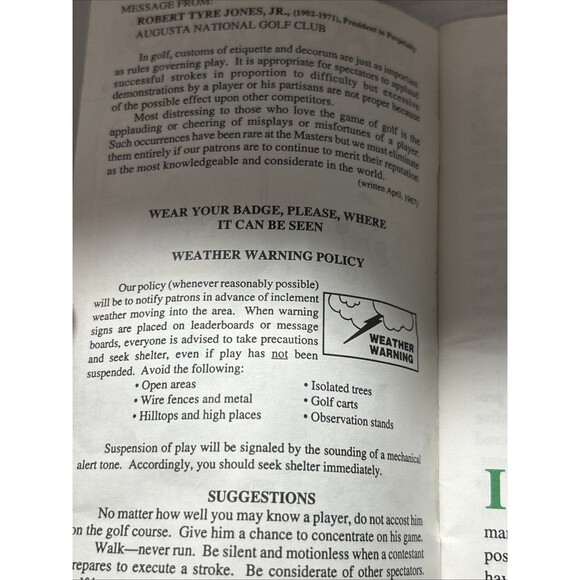 MESSAGE FROM:
ROBERT TYRE JONES, JR., (1902-1971), President in Perpetuity
AUGUSTA NATIONAL GOLF CLUB
In golf, customs of etiquette and decorum are just as important
as rules governing play. It is appropriate for spectators to applaud
successful strokes in proportion to difficulty but excessive
demonstrations by a player or his partisans are not proper because
of the possible effect upon other competitors.
Most distressing to those who love the game of golf is the
applauding or cheering of misplays or misfortunes of a player.
Such occurrences have been rare at the Masters but we must eliminate
them entirely if our patrons are to continue to merit their reputation
as the most knowledgeable and considerate in the world.
(written April, 1967)
WEAR YOUR BADGE, PLEASE, WHERE
IT CAN BE SEEN
WEATHER WARNING POLICY
Our policy (whenever reasonably possible)
will be to notify patrons in advance of inclement
weather moving into the area. When warning
signs are placed on leaderboards or message
boards, everyone is advised to take precautions
and seek shelter, even if play has not been
suspended. Avoid the following:
WEATHER
WARNING
• Open areas
• Wire fences and metal
• Hilltops and high places
• Isolated trees
• Golf carts
• Observation stands
Suspension of play will be signaled by the sounding of a mechanical
alert tone. Accordingly, you should seek shelter immediately.
SUGGESTIONS
No matter how well you may know a player, do not accost him
on the golf course. Give him a chance to concentrate on his game.
Walk—never run. Be silent and motionless when a contestant
repares to execute a stroke. Be considerate of other spectators.
I
mar
pos
hav